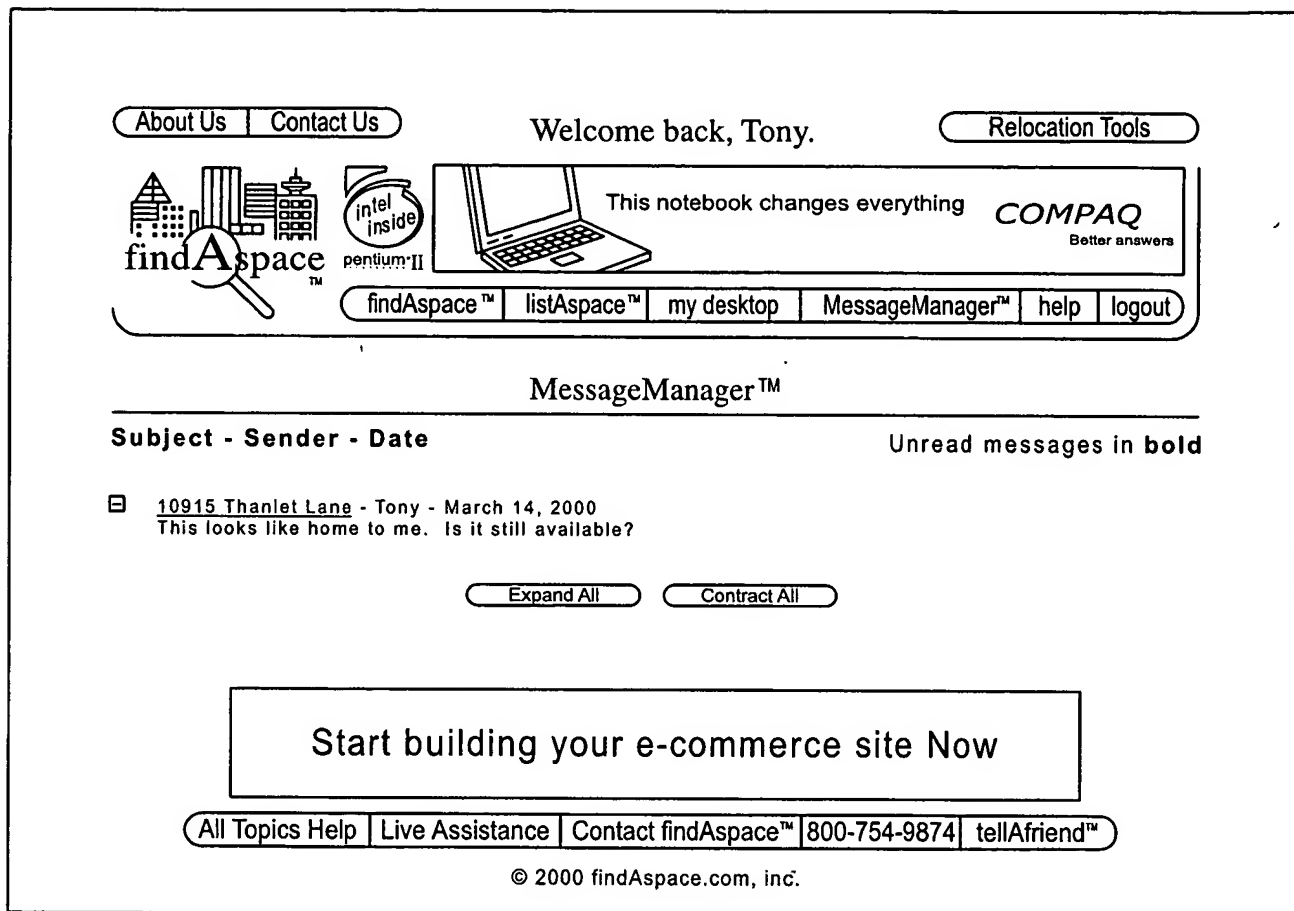 About Us Contact Us Welcome back, Tony. Relocation Tools
intel inside
pentium·II
This notebook changes everything COMPAQ
Better answers
findAspace ™
findAspace™ listAspace™ my desktop MessageManager™ help logout
MessageManager™
Subject - Sender - Date Unread messages in bold
10915 Thanlet Lane - Tony - March 14, 2000
This looks like home to me. Is it still available?
Expand All Contract All
Start building your e-commerce site Now
All Topics Help Live Assistance Contact findAspace™ 800-754-9874 tellAfriend™
© 2000 findAspace.com, inc.